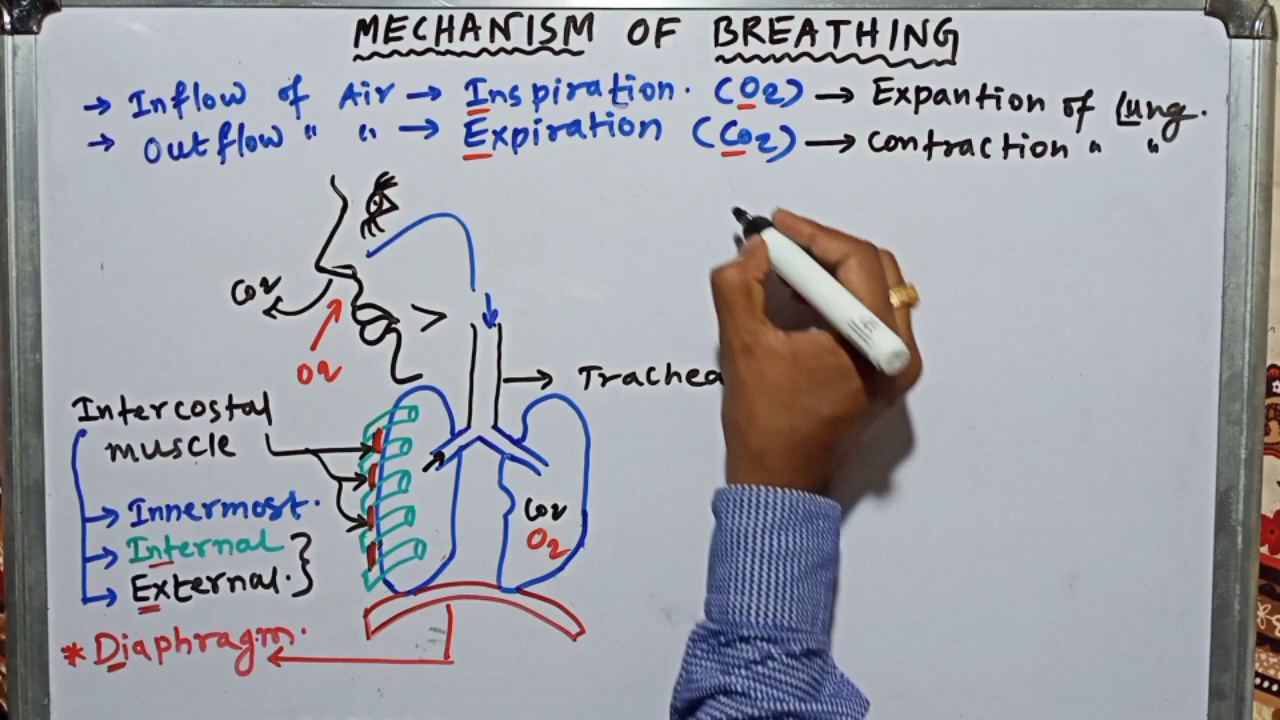 MECHANISM OF BREATHING
→ Inflow of Air → Inspiration. (O2) → Expantion of Lung.
→ Outflow " " → Expiration (CO2) → contraction " "
CO2
O2
Trachea
Intercostal
muscle
→ Innermost.
→ Internal
→ External.
CO2
O2
* Diaphragm.